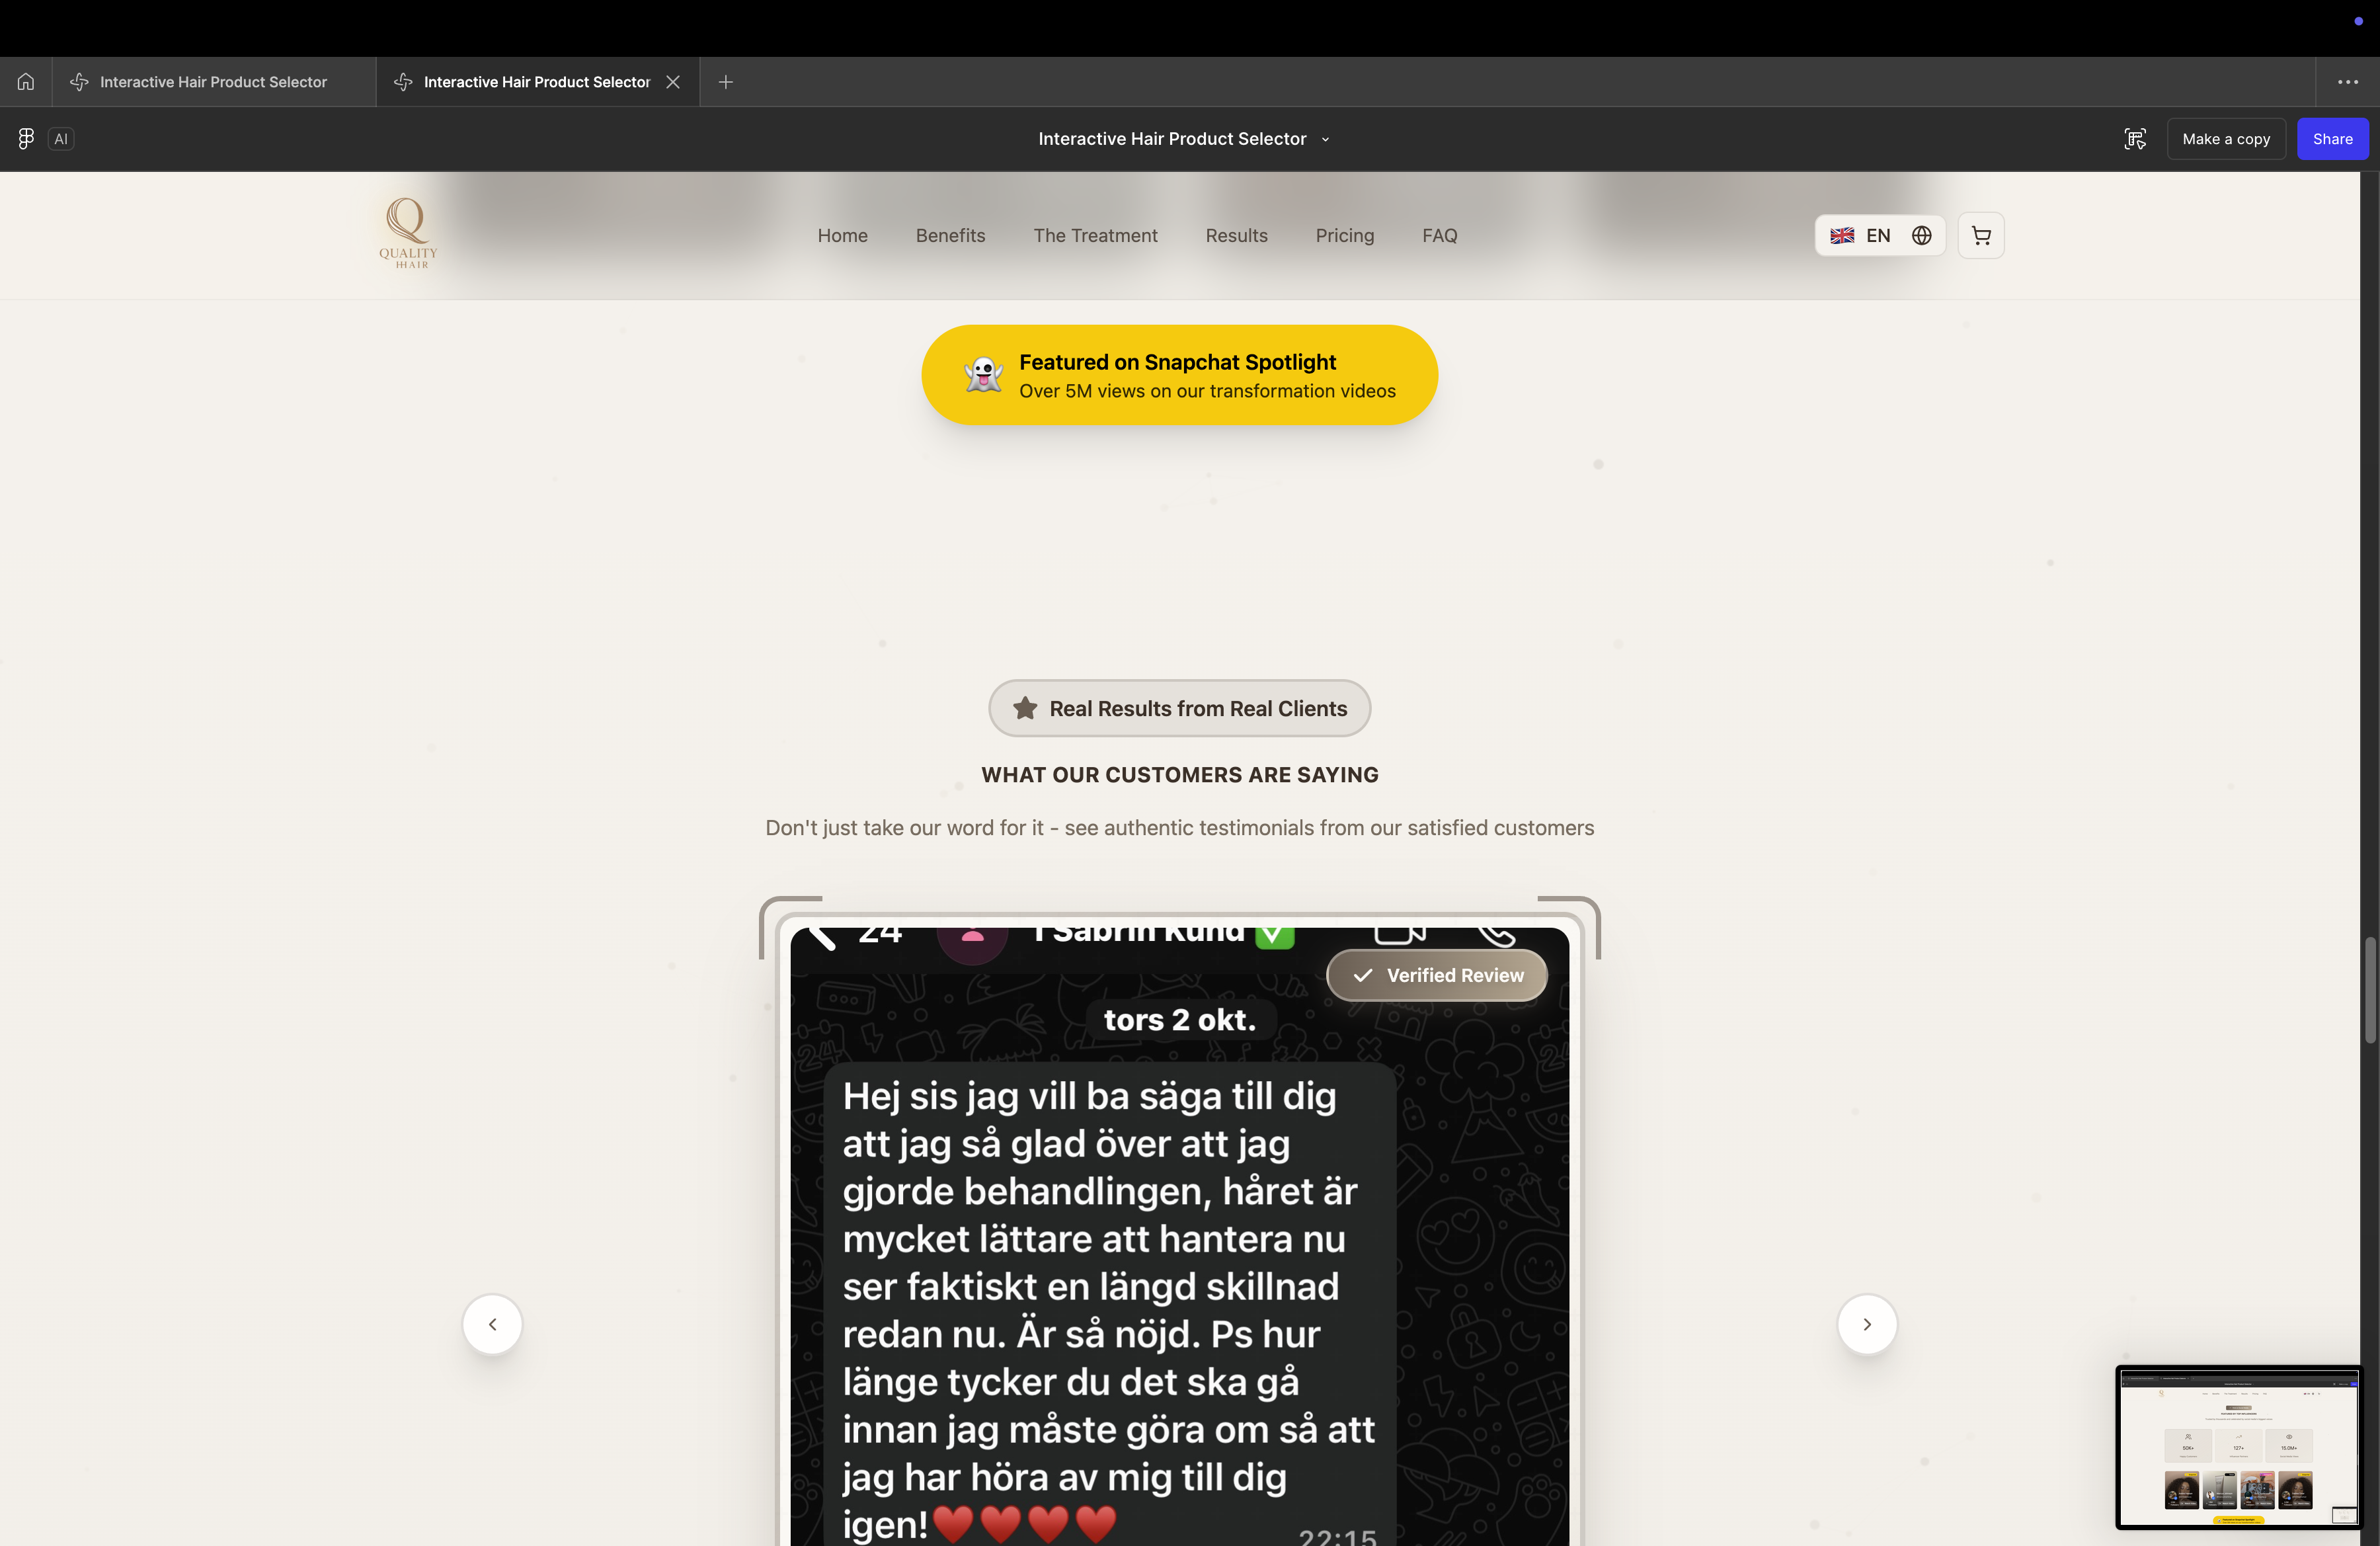 Interactive Hair Product Selector
Interactive Hair Product Selector
AI
Interactive Hair Product Selector
Make a copy
Share
QUALITY
HHAIR
Home
Benefits
The Treatment
Results
Pricing
FAQ
EN
Featured on Snapchat Spotlight
Over 5M views on our transformation videos
Real Results from Real Clients
WHAT OUR CUSTOMERS ARE SAYING
Don't just take our word for it - see authentic testimonials from our satisfied customers
24
Sabrin Kund
Verified Review
tors 2 okt.
Hej sis jag vill ba säga till dig
att jag så glad över att jag
gjorde behandlingen, håret är
mycket lättare att hantera nu
ser faktiskt en längd skillnad
redan nu. Är så nöjd. Ps hur
länge tycker du det ska gå
innan jag måste göra om så att
jag har höra av mig till dig
igen!❤️❤️❤️❤️
22:15
50K+
127+
15.0M+